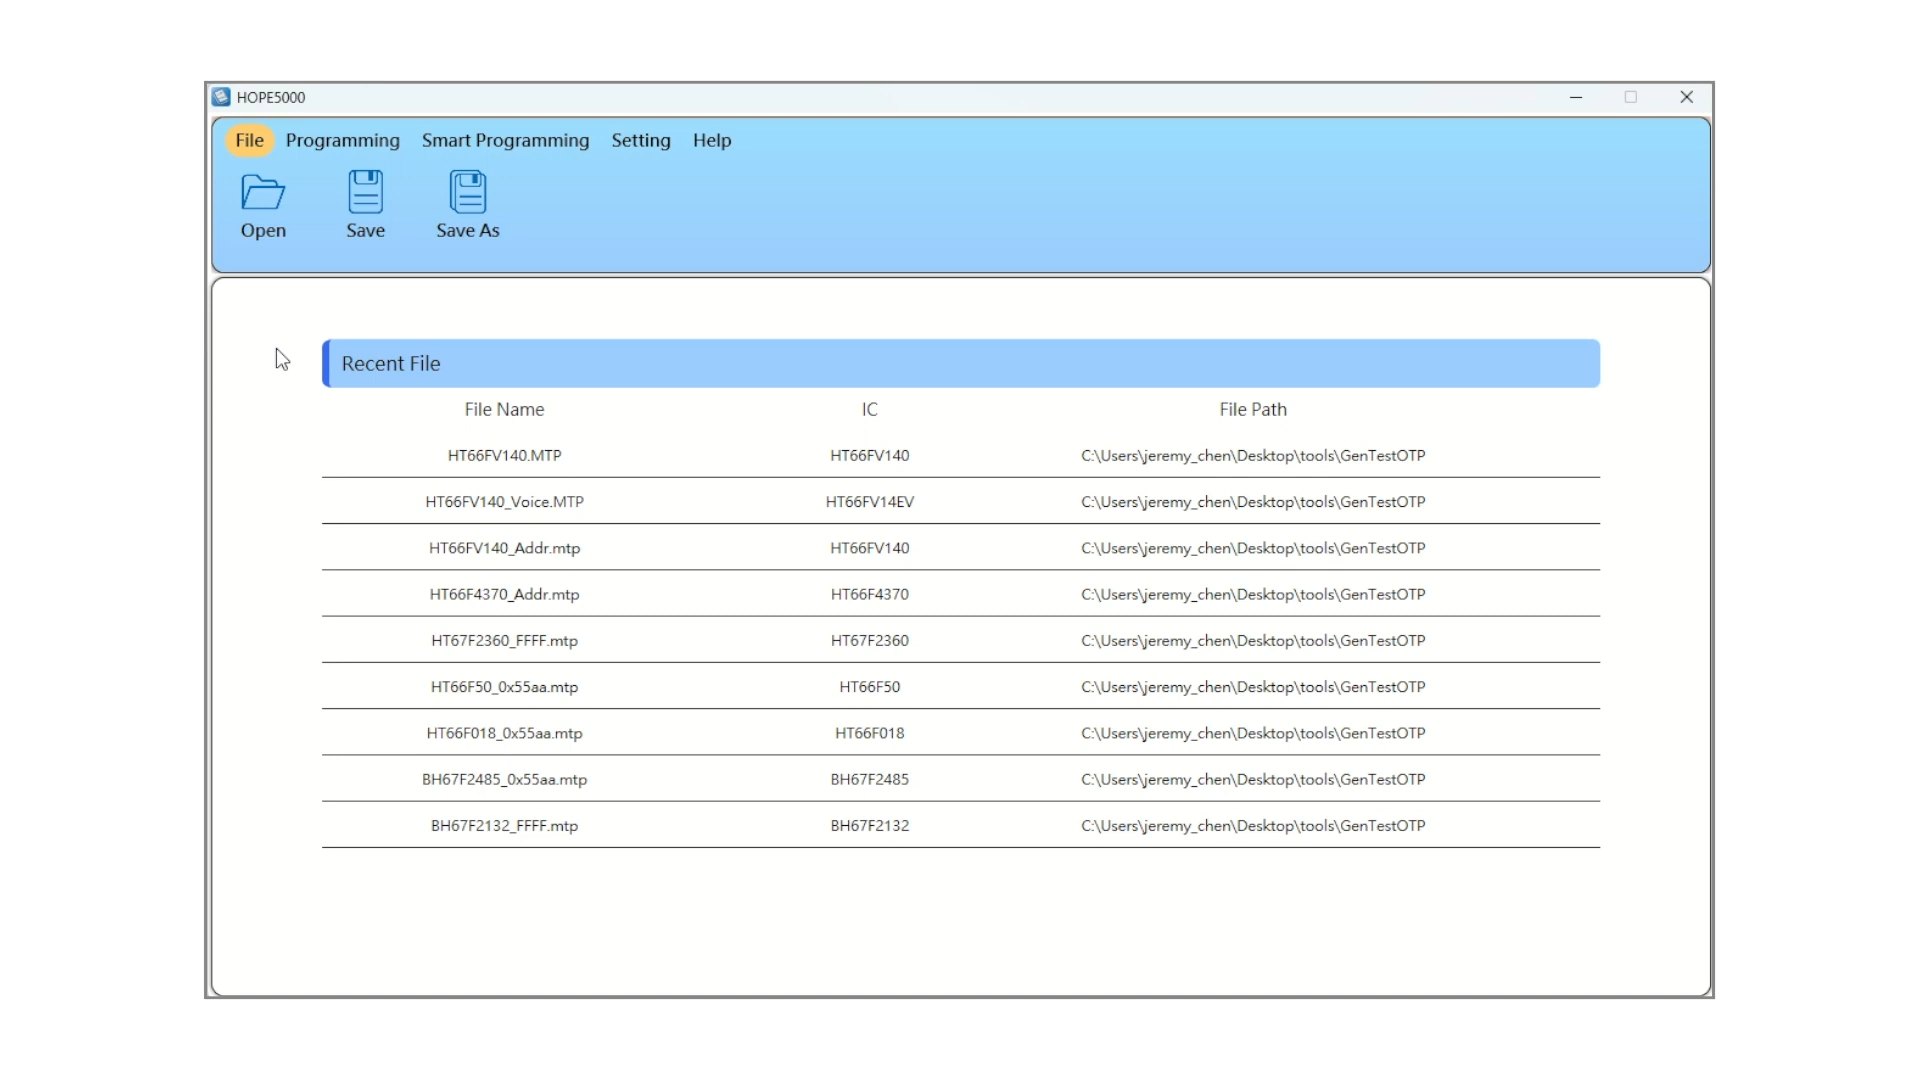 HOPE5000
File Programming Smart Programming Setting Help
Open Save Save As
Recent File
File Name IC File Path
HT66FV140.MTP HT66FV140 C:\Users\jeremy_chen\Desktop\tools\GenTestOTP
HT66FV140_Voice.MTP HT66FV14EV C:\Users\jeremy_chen\Desktop\tools\GenTestOTP
HT66FV140_Addr.mtp HT66FV140 C:\Users\jeremy_chen\Desktop\tools\GenTestOTP
HT66F4370_Addr.mtp HT66F4370 C:\Users\jeremy_chen\Desktop\tools\GenTestOTP
HT67F2360_FFFF.mtp HT67F2360 C:\Users\jeremy_chen\Desktop\tools\GenTestOTP
HT66F50_0x55aa.mtp HT66F50 C:\Users\jeremy_chen\Desktop\tools\GenTestOTP
HT66F018_0x55aa.mtp HT66F018 C:\Users\jeremy_chen\Desktop\tools\GenTestOTP
BH67F2485_0x55aa.mtp BH67F2485 C:\Users\jeremy_chen\Desktop\tools\GenTestOTP
BH67F2132_FFFF.mtp BH67F2132 C:\Users\jeremy_chen\Desktop\tools\GenTestOTP